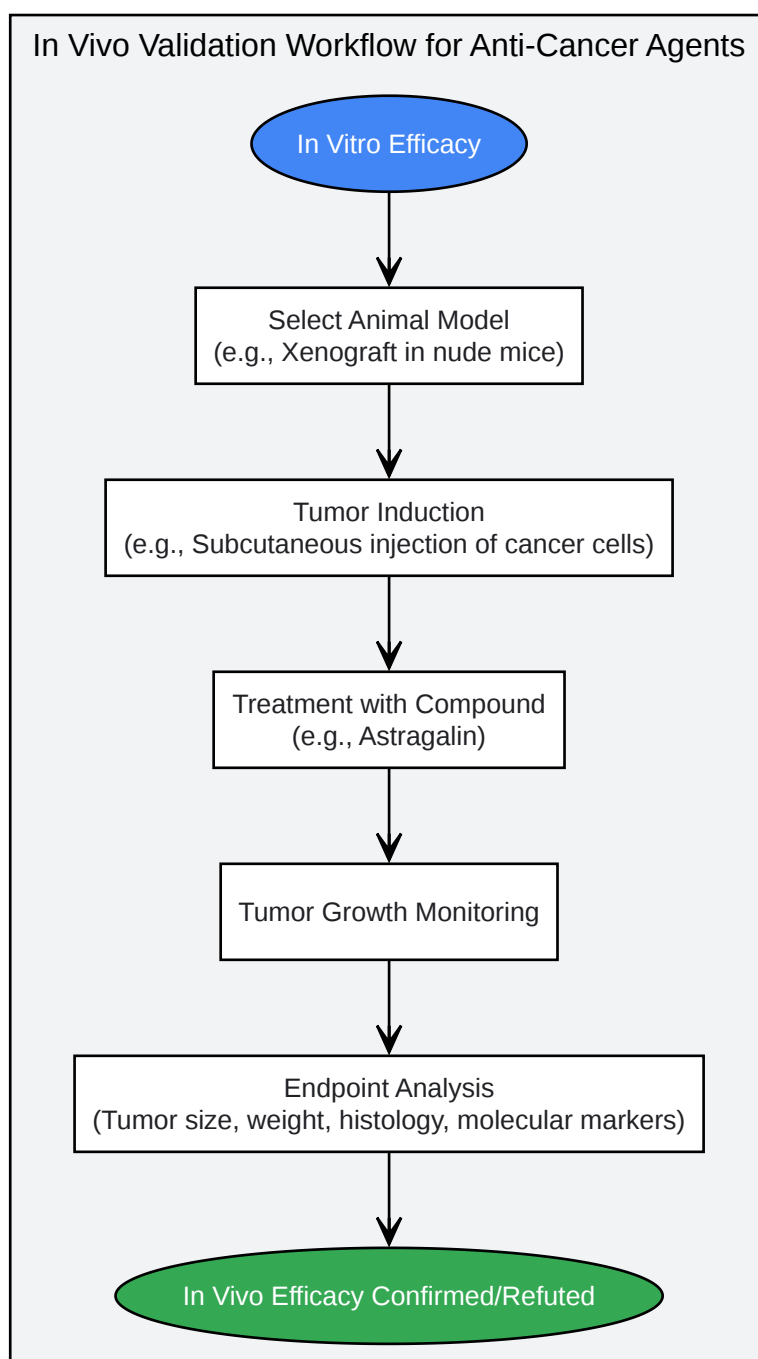 In Vivo Validation Workflow for Anti-Cancer Agents
In Vitro Efficacy
Select Animal Model
(e.g., Xenograft in nude mice)
Tumor Induction
(e.g., Subcutaneous injection of cancer cells)
Treatment with Compound
(e.g., Astragalin)
Tumor Growth Monitoring
Endpoint Analysis
(Tumor size, weight, histology, molecular markers)
In Vivo Efficacy Confirmed/Refuted